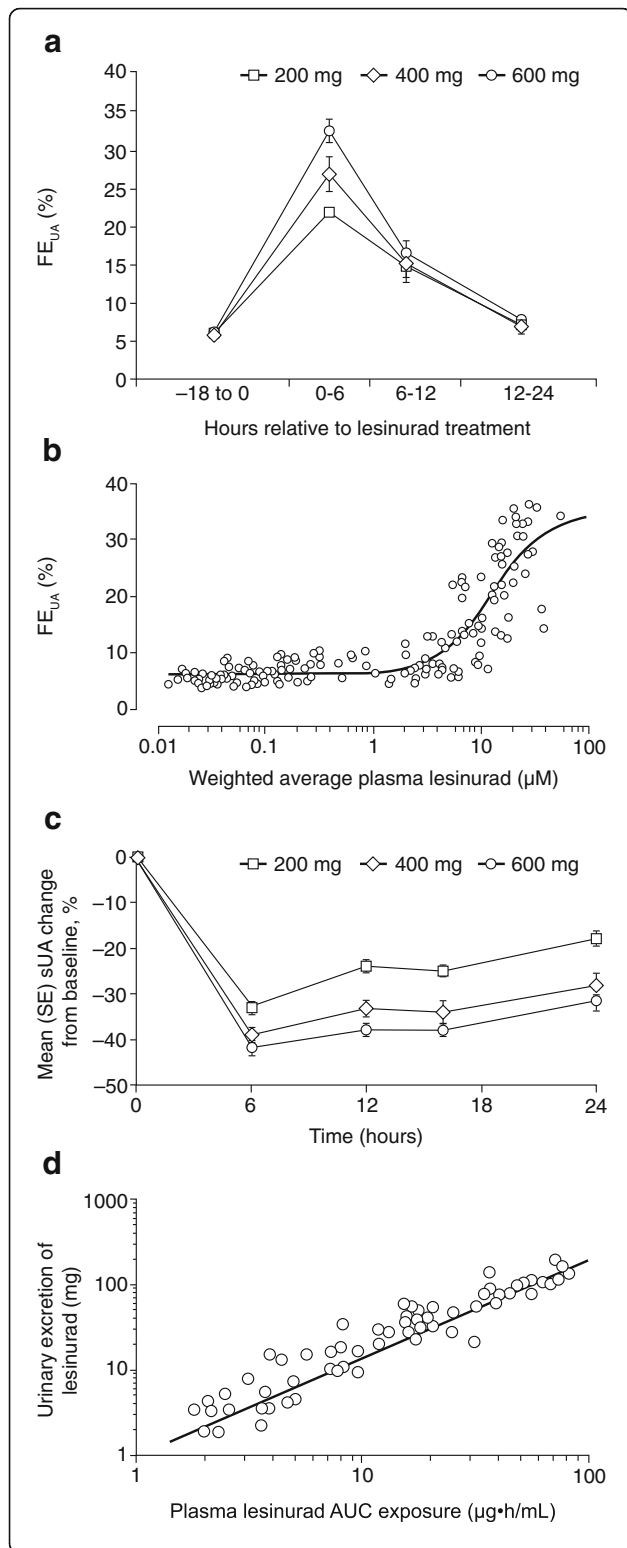 a
200 mg 400 mg 600 mg
40
35
30
25
20
15
10
5
0
FEUA (%)
–18 to 0 0-6 6-12 12-24
Hours relative to lesinurad treatment
b
40
30
20
10
0
FEUA (%)
0.01 0.1 1 10 100
Weighted average plasma lesinurad (µM)
c
200 mg 400 mg 600 mg
0
–10
–20
–30
–40
–50
Mean (SE) sUA change
from baseline, %
0 6 12 18 24
Time (hours)
d
1000
100
10
1
Urinary excretion of
lesinurad (mg)
1 10 100
Plasma lesinurad AUC exposure (µg•h/mL)